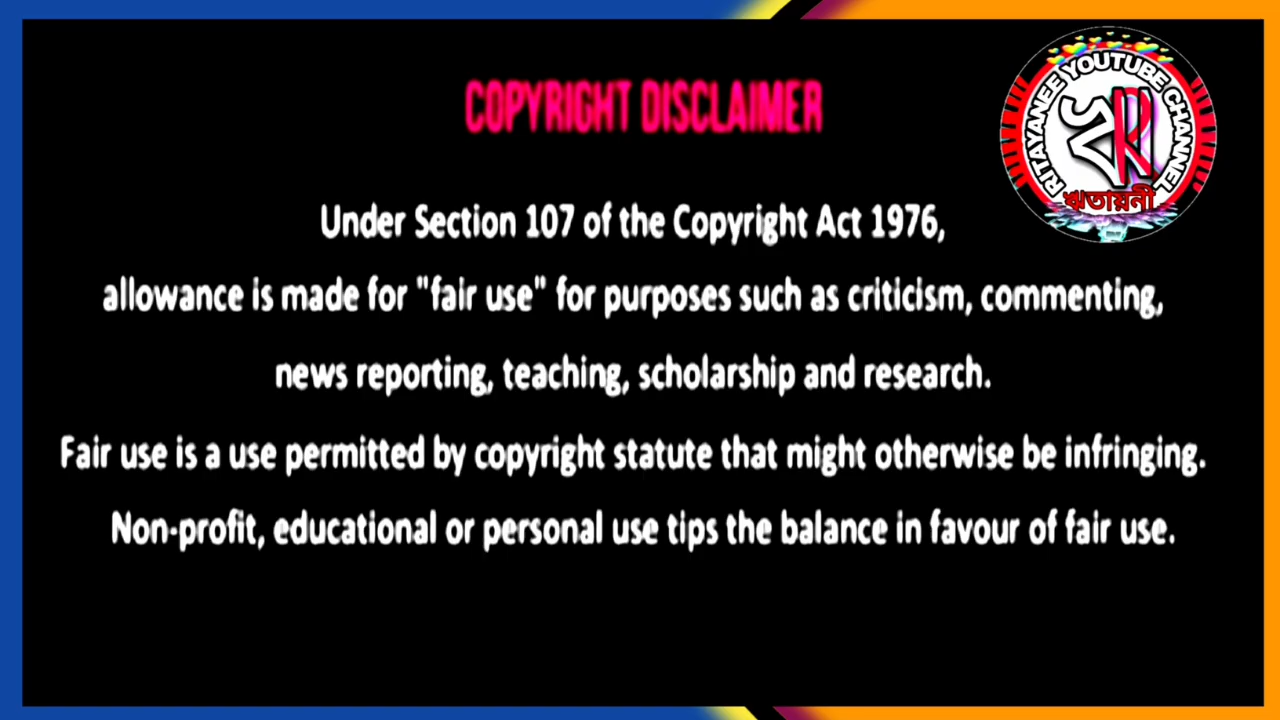 COPYRIGHT DISCLAIMER
RITAYANEE YOUTUBE CHANNEL
ঋ R
ঋতায়নী
Under Section 107 of the Copyright Act 1976,
allowance is made for "fair use" for purposes such as criticism, commenting,
news reporting, teaching, scholarship and research.
Fair use is a use permitted by copyright statute that might otherwise be infringing.
Non-profit, educational or personal use tips the balance in favour of fair use.